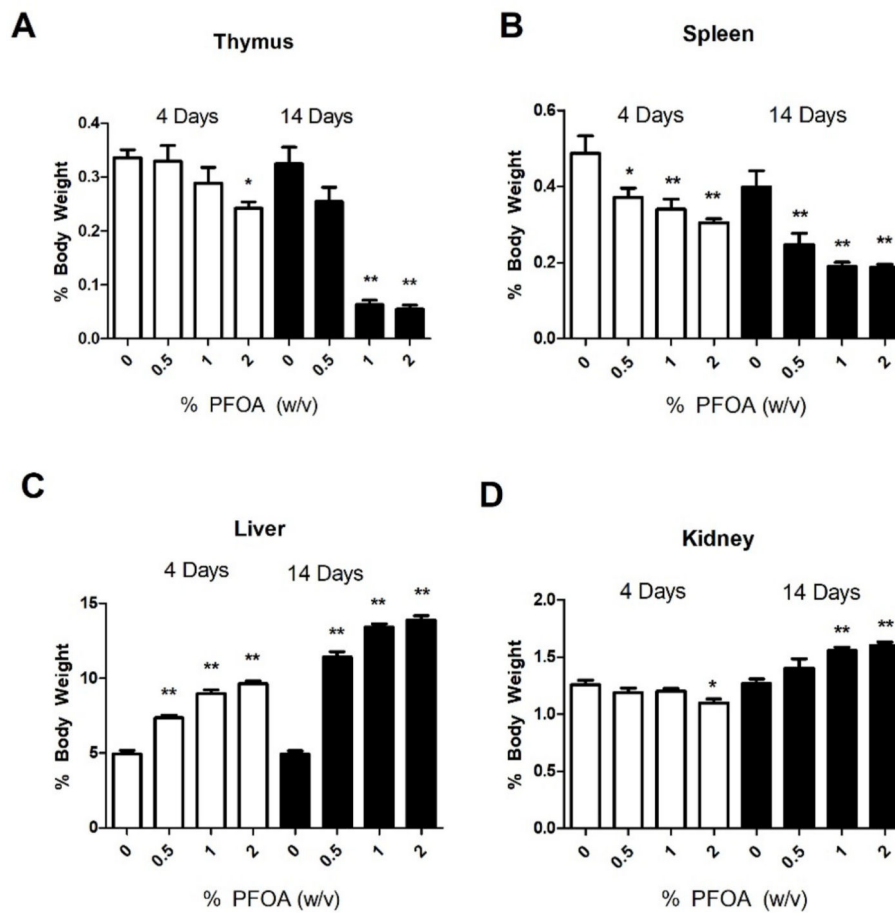 A
Thymus
4 Days
14 Days
% Body Weight
0.4
0.3
0.2
0.1
0.0
*
**
**
0
0.5
1
2
0
0.5
1
2
% PFOA (w/v)
B
Spleen
4 Days
14 Days
% Body Weight
0.6
0.4
0.2
0.0
*
**
**
**
**
**
0
0.5
1
2
0
0.5
1
2
% PFOA (w/v)
C
Liver
4 Days
14 Days
% Body Weight
15
10
5
0
**
**
**
**
**
**
0
0.5
1
2
0
0.5
1
2
% PFOA (w/v)
D
Kidney
4 Days
14 Days
% Body Weight
2.0
1.5
1.0
0.5
0.0
*
**
**
0
0.5
1
2
0
0.5
1
2
% PFOA (w/v)